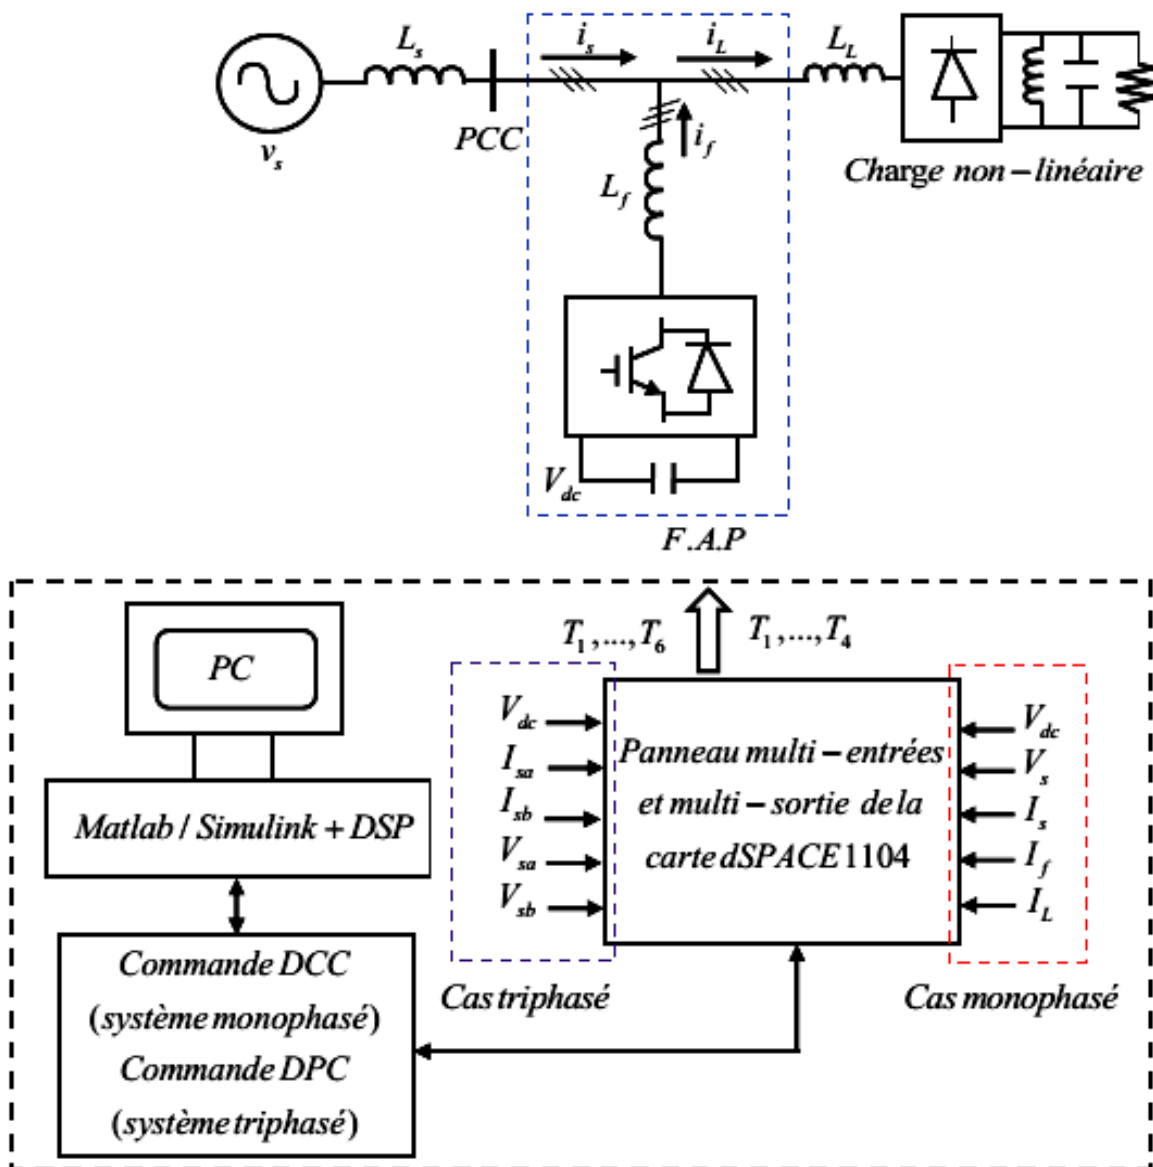 L_s
i_s
i_L
L_L
v_s
PCC
i_f
L_f
Charge non-linéaire
V_dc
F.A.P
T_1,...,T_6
T_1,...,T_4
PC
Matlab / Simulink + DSP
Commande DCC
(système monophasé)
Commande DPC
(système triphasé)
V_dc
I_sa
I_sb
V_sa
V_sb
Cas triphasé
Panneau multi-entrées
et multi-sortie de la
carte dSPACE 1104
V_dc
V_s
I_s
I_f
I_L
Cas monophasé